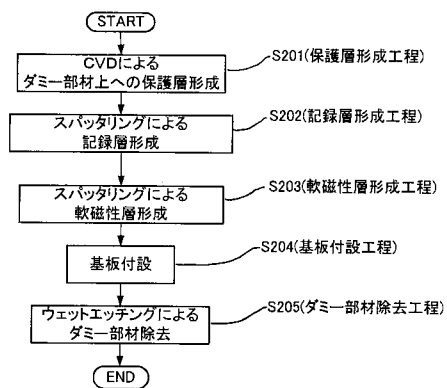 START
CVDによる
ダミー部材上への保護層形成
S201(保護層形成工程)
スパッタリングによる
記録層形成
S202(記録層形成工程)
スパッタリングによる
軟磁性層形成
S203(軟磁性層形成工程)
基板付設
S204(基板付設工程)
ウェットエッチングによる
ダミー部材除去
S205(ダミー部材除去工程)
END